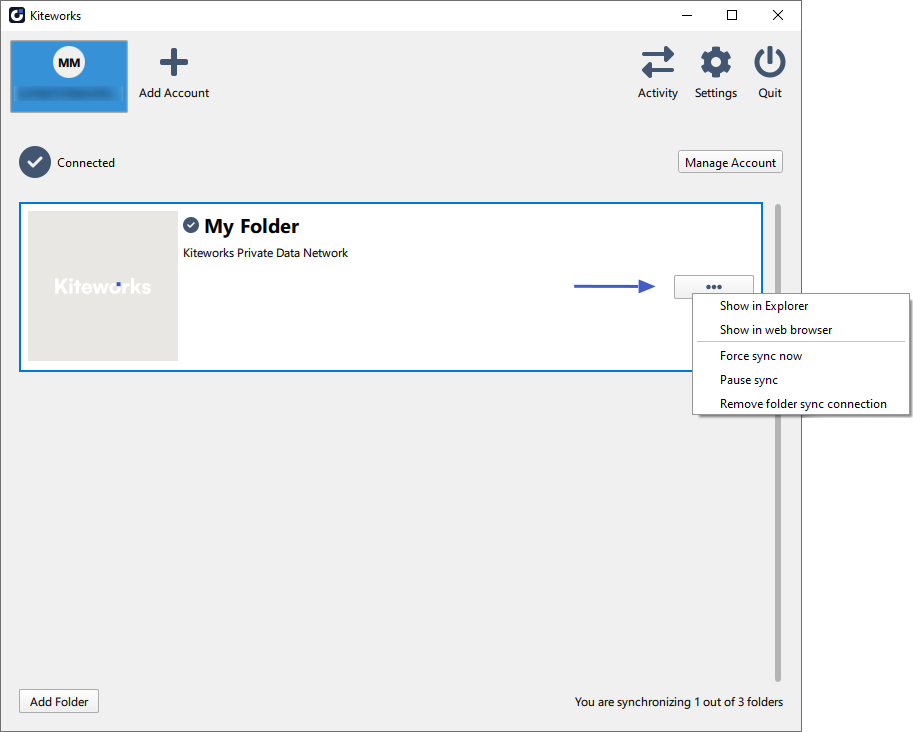 Kiteworks
MM
Add Account
Activity
Settings
Quit
Connected
Manage Account
My Folder
Kiteworks Private Data Network
Kiteworks
Show in Explorer
Show in web browser
Force sync now
Pause sync
Remove folder sync connection
Add Folder
You are synchronizing 1 out of 3 folders